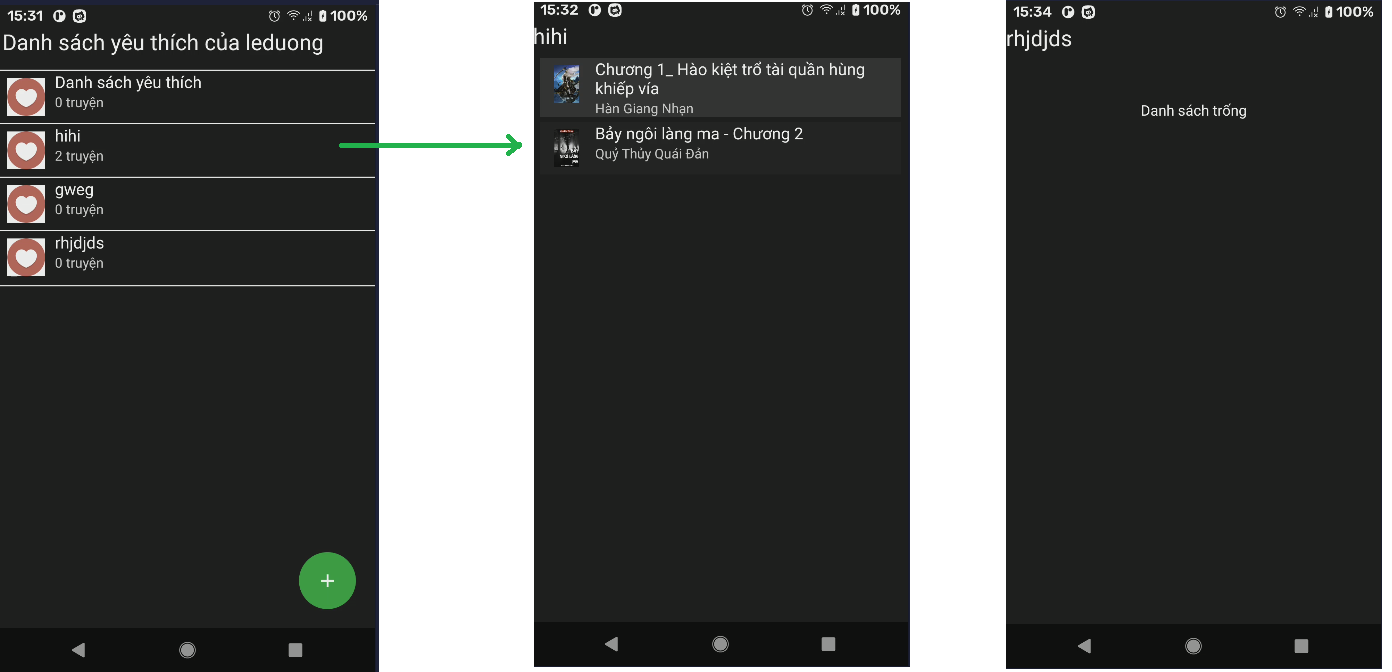 15:31 100%
Danh sách yêu thích của leduong
Danh sách yêu thích
0 truyện
hihi
2 truyện
gweg
0 truyện
rhjdjds
0 truyện
+
15:32 100%
hihi
Chương 1_ Hào kiệt trổ tài quần hùng
khiếp vía
Hàn Giang Nhạn
Bảy ngôi làng ma - Chương 2
Quỷ Thủy Quái Đản
15:34 100%
rhjdjds
Danh sách trống